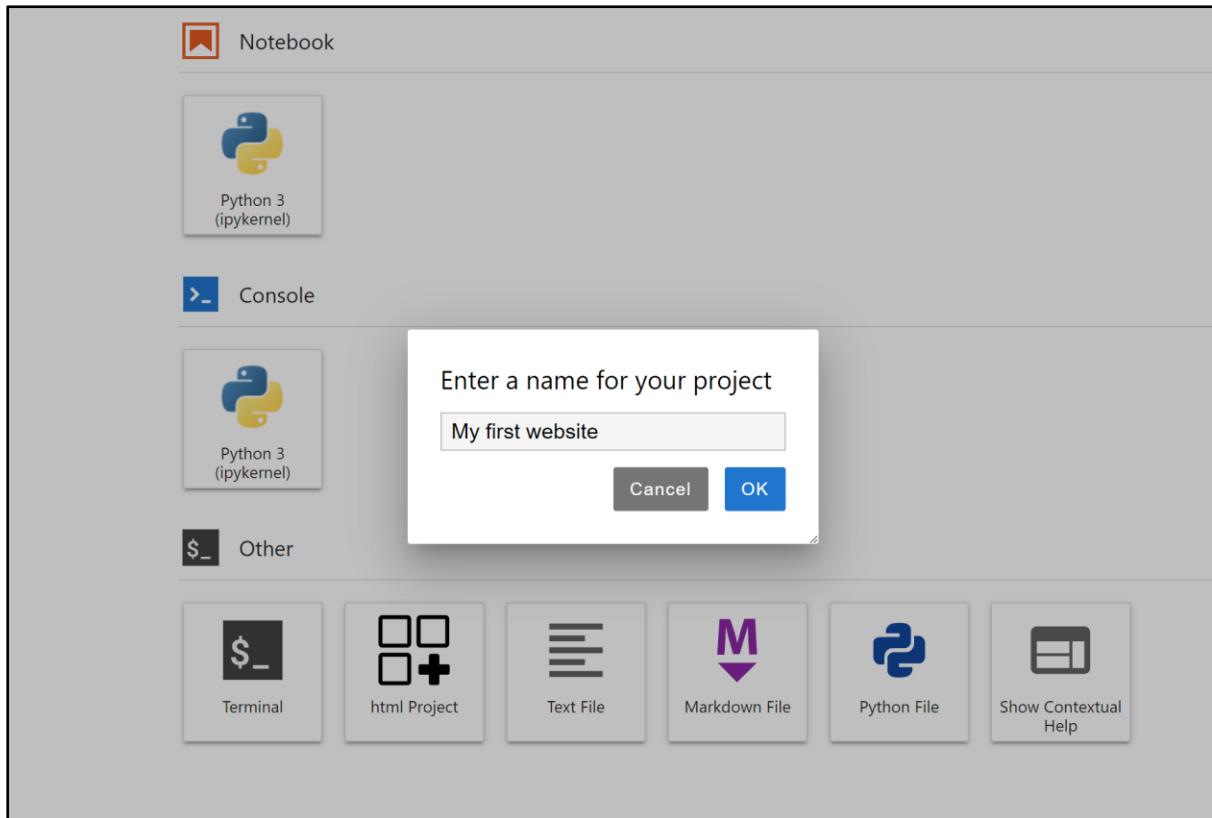 Notebook
Python 3
(ipykernel)
Console
Python 3
(ipykernel)
Enter a name for your project
My first website
Cancel OK
$_ Other
$_ M
Terminal html Project Text File Markdown File Python File Show Contextual
Help